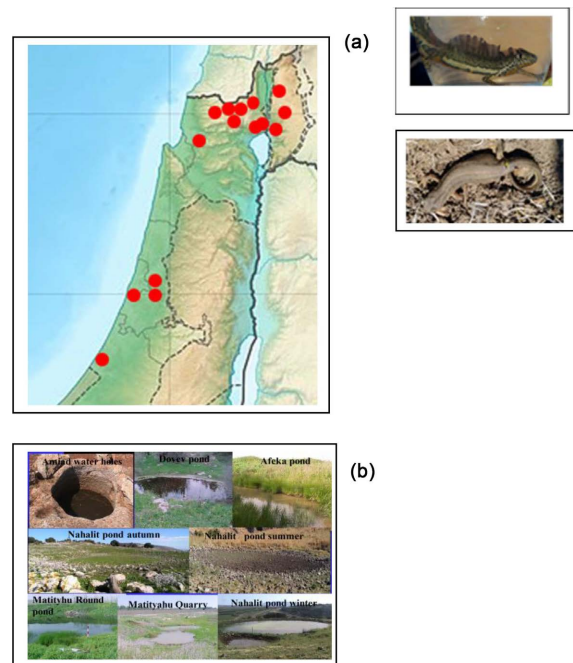 (a)
(b)
Amiad water holes
Dovev pond
Afeka pond
Nahalit pond autumn
Nahalit pond summer
Matityhu Round
pond
Matityahu Quarry
Nahalit pond winter